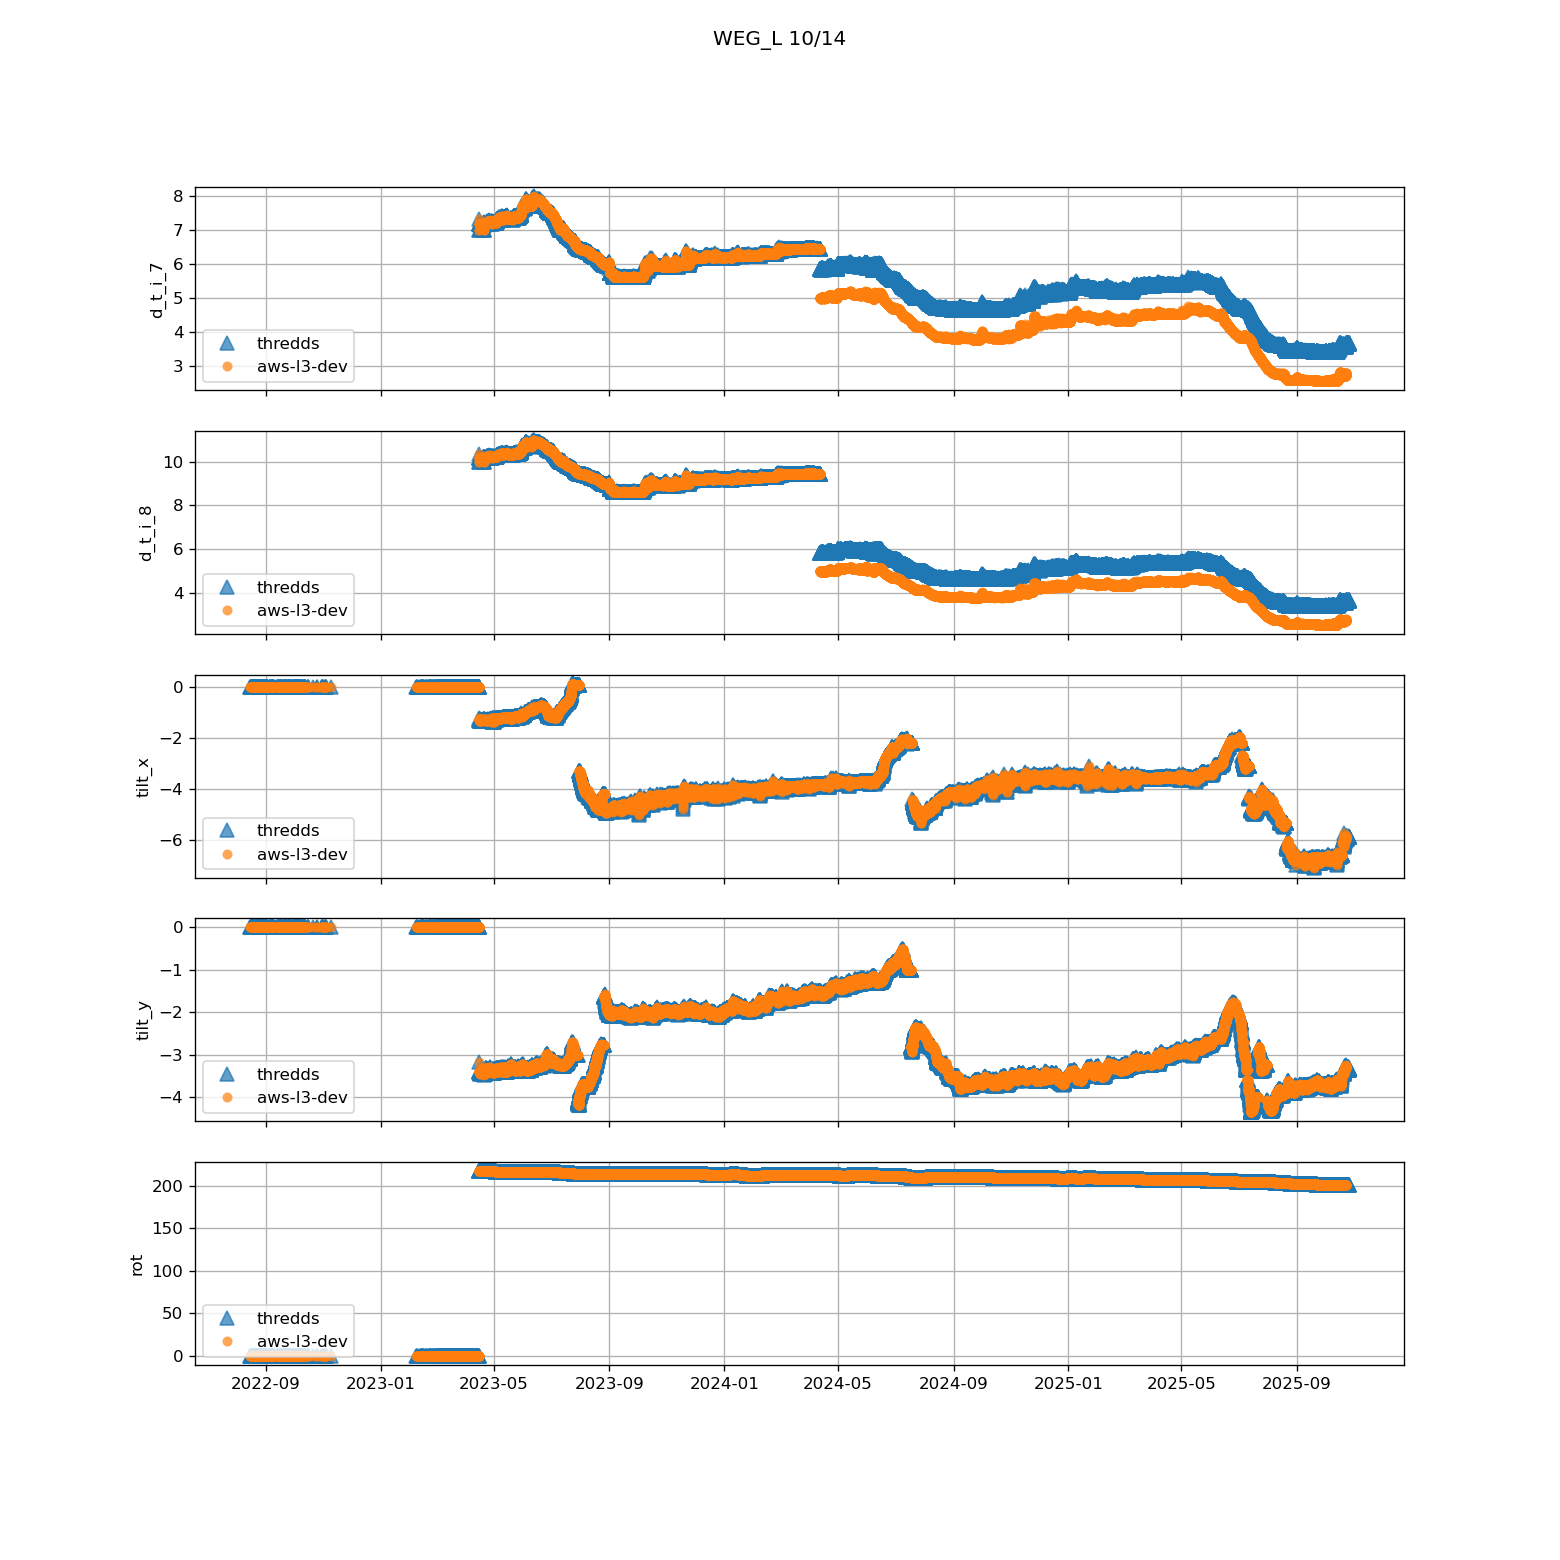 WEG_L 10/14
8
7
6
5
4
3
d_t_i_7
thredds
aws-l3-dev
10
8
6
4
d_t_i_8
thredds
aws-l3-dev
0
−2
−4
−6
tilt_x
thredds
aws-l3-dev
0
−1
−2
−3
−4
tilt_y
thredds
aws-l3-dev
200
150
100
50
0
rot
thredds
aws-l3-dev
2022-09 2023-01 2023-05 2023-09 2024-01 2024-05 2024-09 2025-01 2025-05 2025-09